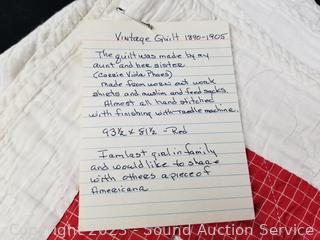 Vintage Quilt 1890-1905
The quilt was made by my
aunt and her sister
(Corrie Viola Phaes)
made from worn out work
shirts and muslin and feed sacks.
Almost all hand stitched
with finishing with treadle machine.
93½ x 81½ - Red
I am last girl in family
and would like to share
with others a piece of
Americana
Copyright 2023 - Sound Auction Service